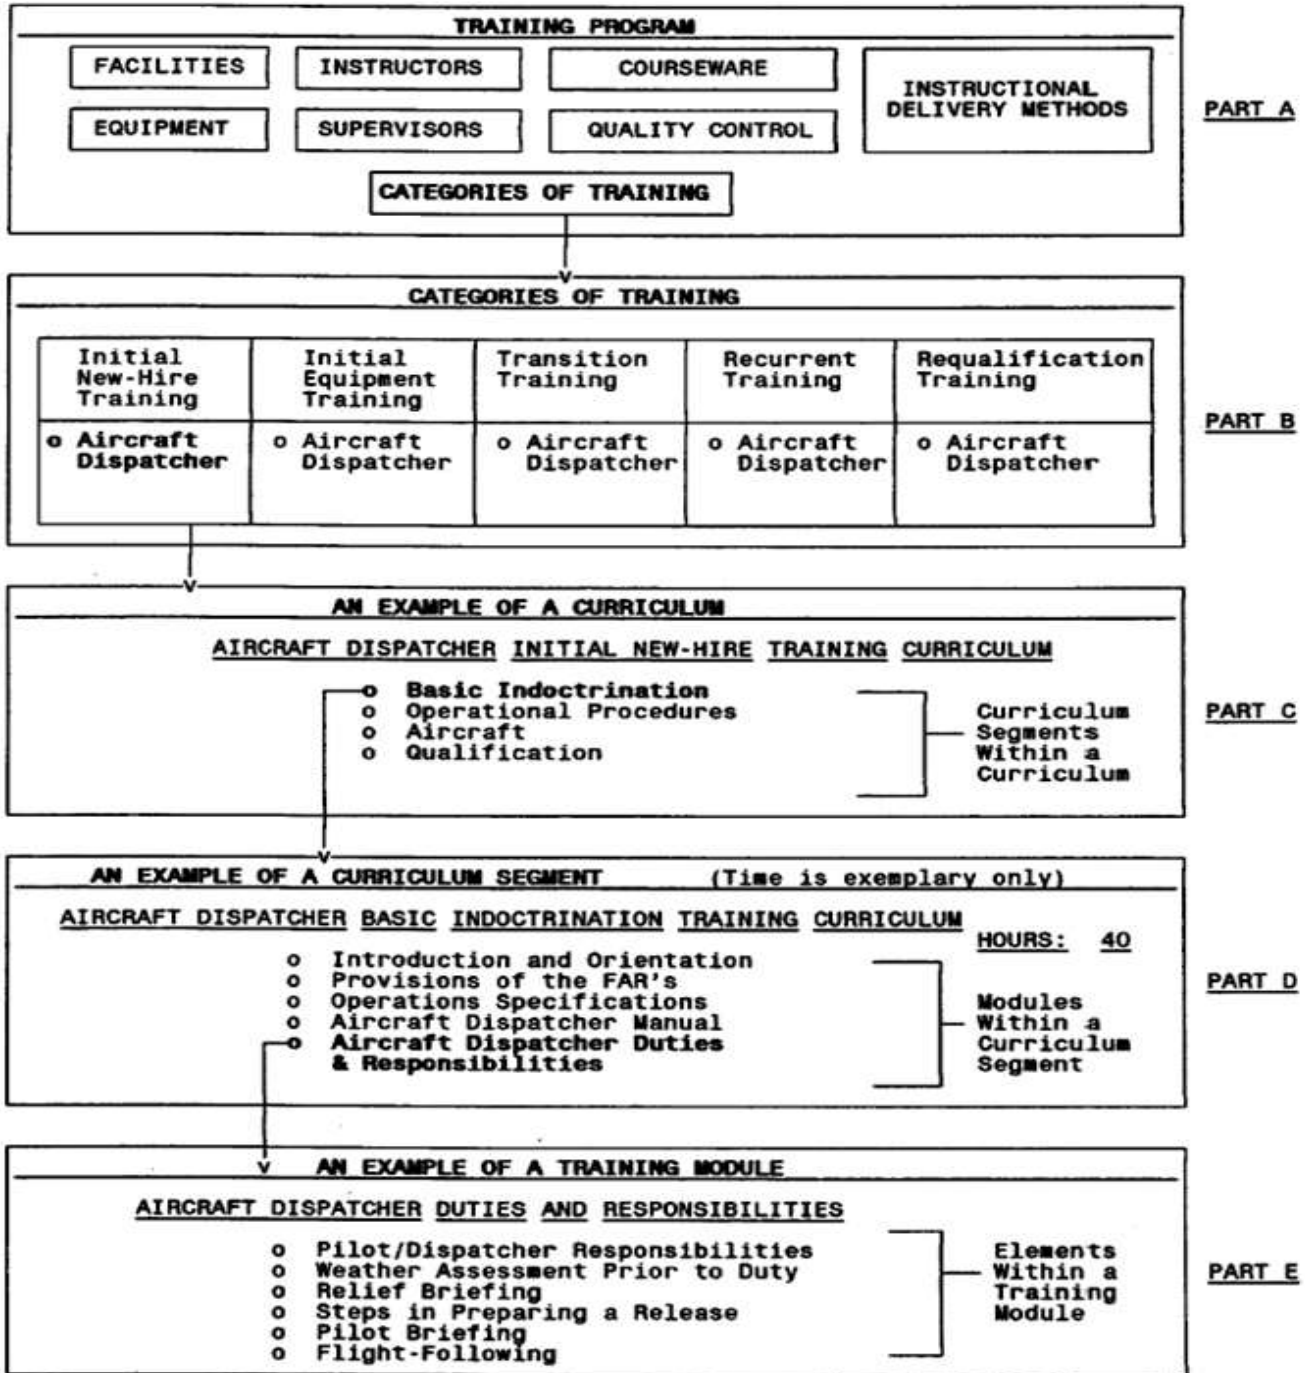 TRAINING PROGRAM
FACILITIES
INSTRUCTORS
COURSEWARE
INSTRUCTIONAL
DELIVERY METHODS
EQUIPMENT
SUPERVISORS
QUALITY CONTROL
CATEGORIES OF TRAINING
PART A
CATEGORIES OF TRAINING
Initial
New-Hire
Training
Initial
Equipment
Training
Transition
Training
Recurrent
Training
Requalification
Training
o Aircraft
Dispatcher
o Aircraft
Dispatcher
o Aircraft
Dispatcher
o Aircraft
Dispatcher
o Aircraft
Dispatcher
PART B
AN EXAMPLE OF A CURRICULUM
AIRCRAFT DISPATCHER INITIAL NEW-HIRE TRAINING CURRICULUM
o Basic Indoctrination
o Operational Procedures
o Aircraft
o Qualification
Curriculum
Segments
Within a
Curriculum
PART C
AN EXAMPLE OF A CURRICULUM SEGMENT (Time is exemplary only)
AIRCRAFT DISPATCHER BASIC INDOCTRINATION TRAINING CURRICULUM
HOURS: 40
o Introduction and Orientation
o Provisions of the FAR's
o Operations Specifications
o Aircraft Dispatcher Manual
o Aircraft Dispatcher Duties
& Responsibilities
Modules
Within a
Curriculum
Segment
PART D
AN EXAMPLE OF A TRAINING MODULE
AIRCRAFT DISPATCHER DUTIES AND RESPONSIBILITIES
o Pilot/Dispatcher Responsibilities
o Weather Assessment Prior to Duty
o Relief Briefing
o Steps in Preparing a Release
o Pilot Briefing
o Flight-Following
Elements
Within a
Training
Module
PART E